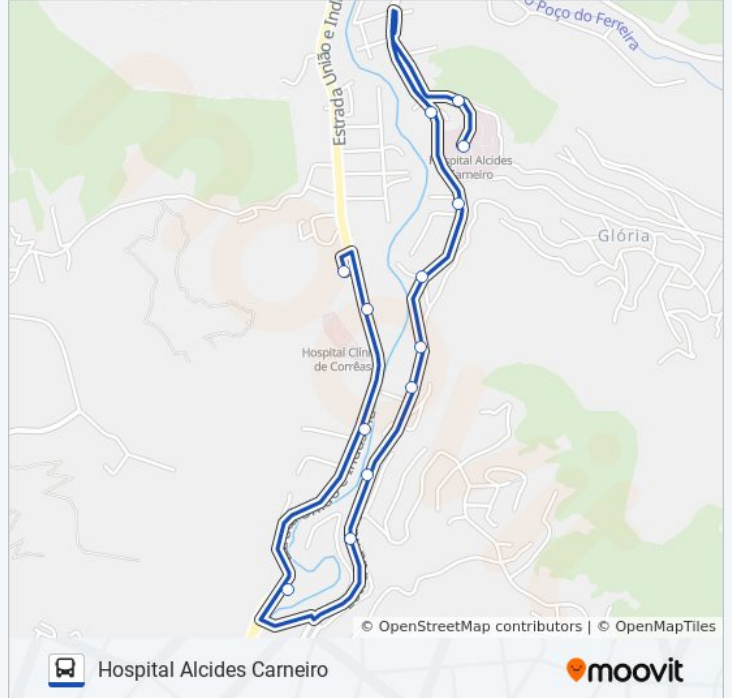 o Poço do Ferreira
Estrada União e Ind
Hospital Alcides
Carneiro
Glória
Hospital Clíni
de Corrêas
© OpenStreetMap contributors | © OpenMapTiles
Hospital Alcides Carneiro
moovit